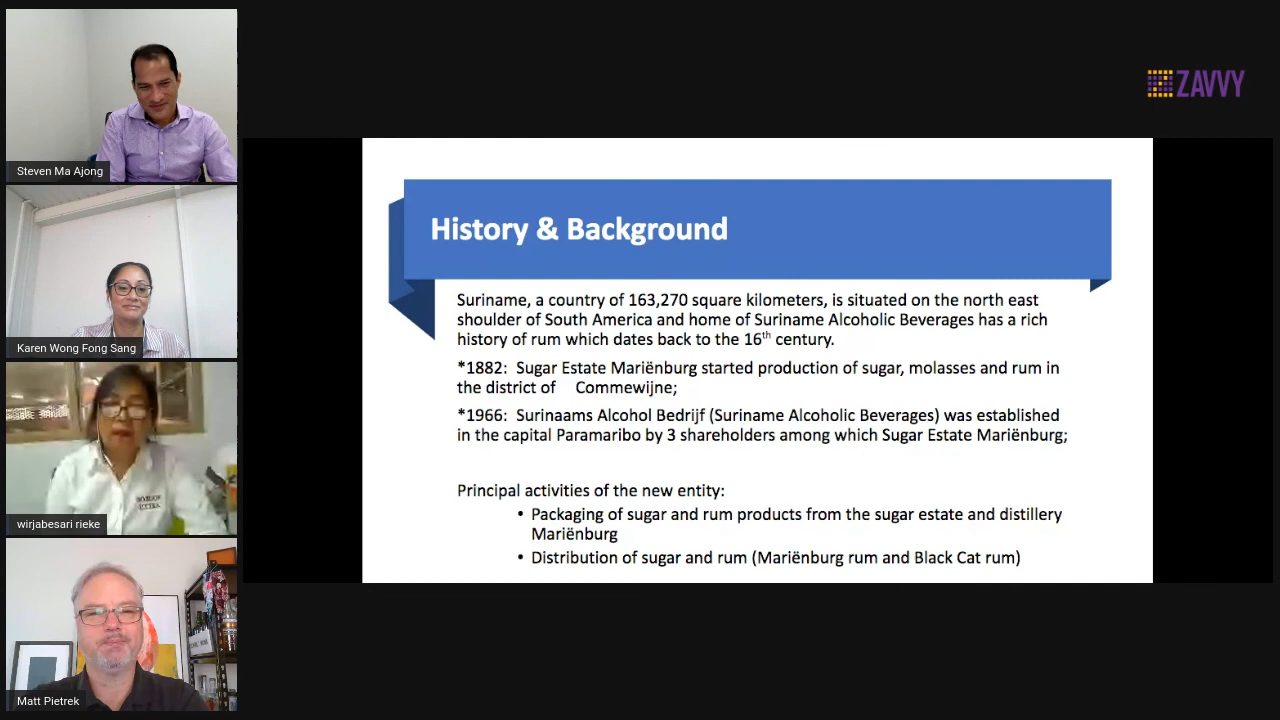 Steven Ma Ajong
Karen Wong Fong Sang
wirjabesari rieke
Matt Pietrek
ZAVVY
History & Background
Suriname, a country of 163,270 square kilometers, is situated on the north east
shoulder of South America and home of Suriname Alcoholic Beverages has a rich
history of rum which dates back to the 16th century.
*1882: Sugar Estate Mariënburg started production of sugar, molasses and rum in
the district of Commewijne;
*1966: Surinaams Alcohol Bedrijf (Suriname Alcoholic Beverages) was established
in the capital Paramaribo by 3 shareholders among which Sugar Estate Mariënburg;
Principal activities of the new entity:
• Packaging of sugar and rum products from the sugar estate and distillery
Mariënburg
• Distribution of sugar and rum (Mariënburg rum and Black Cat rum)